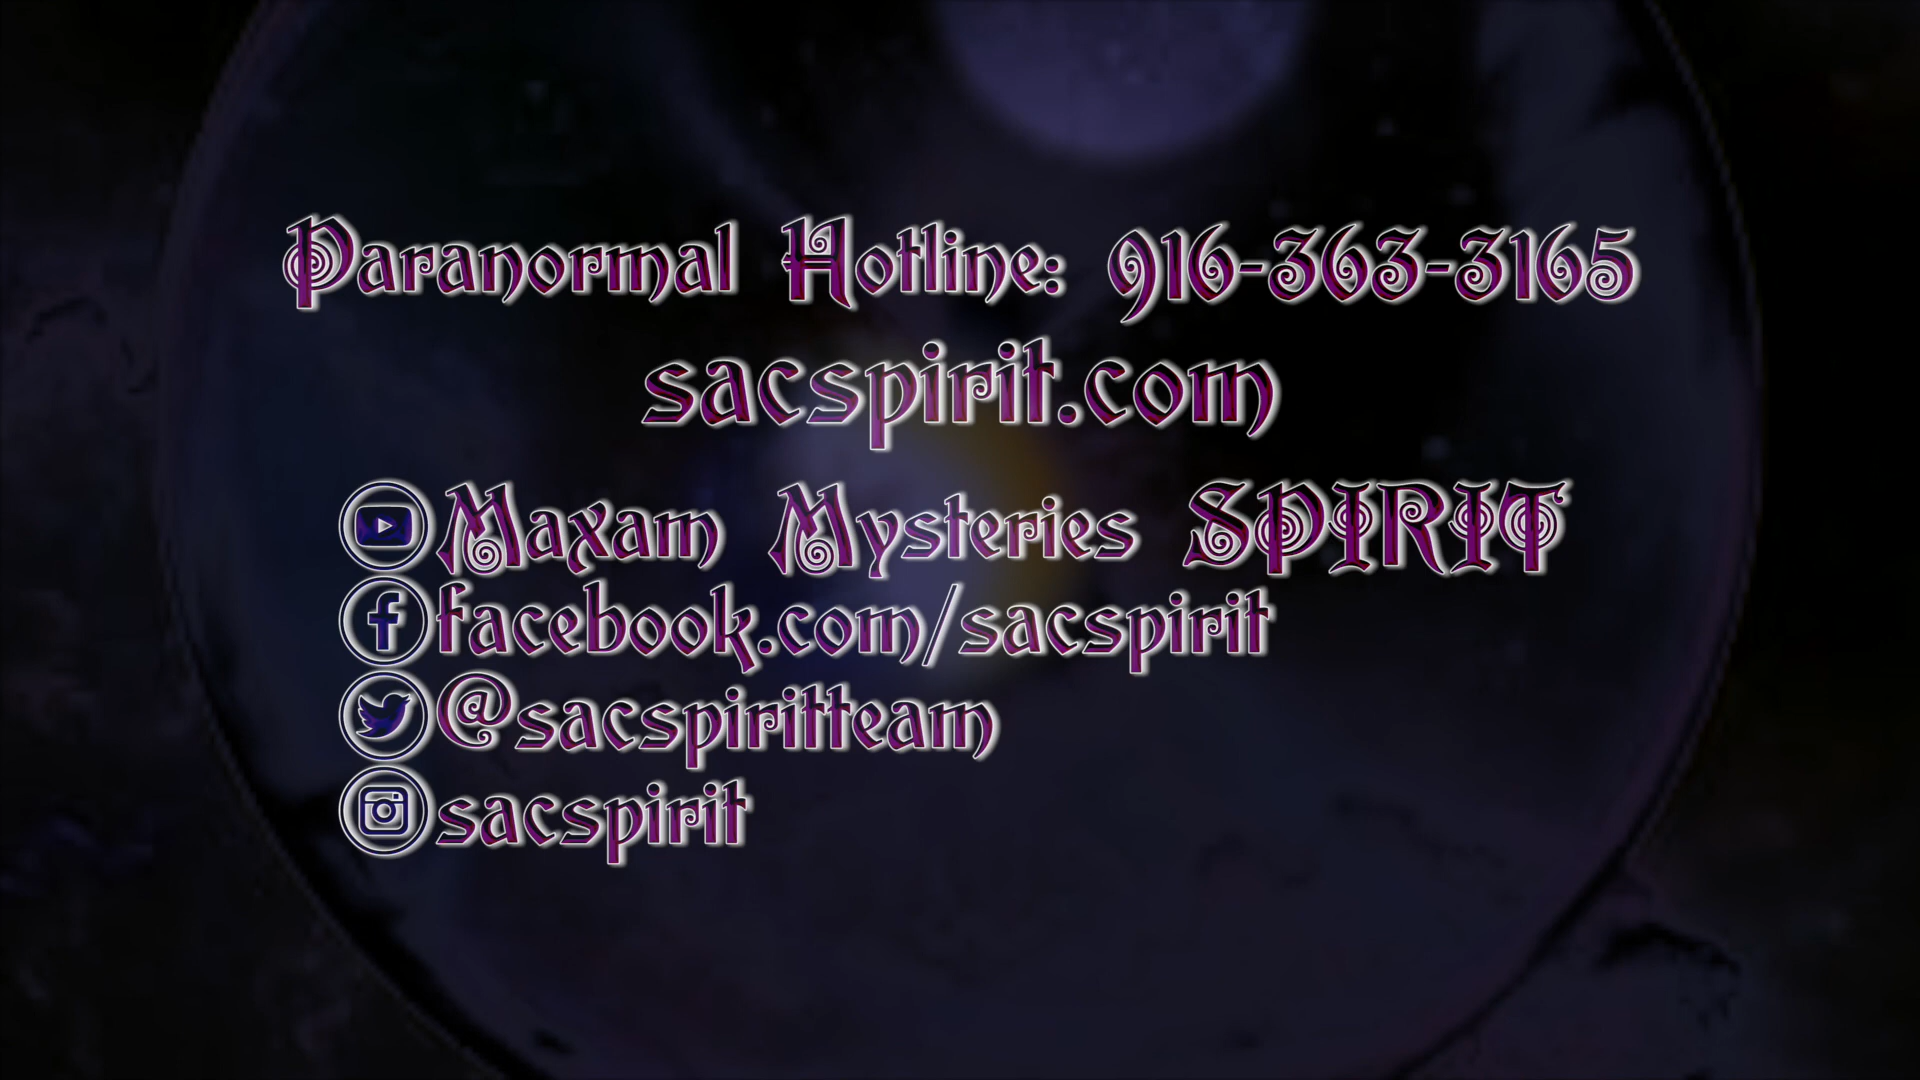 Paranormal Hotline: 916-363-3165
sacspirit.com
Maxam Mysteries SPIRIT
facebook.com/sacspirit
@sacspiritteam
sacspirit